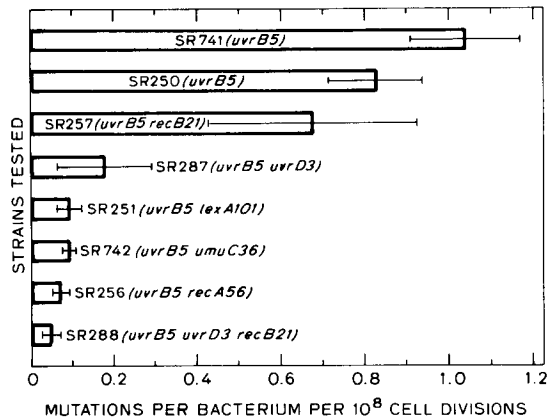 STRAINS TESTED
SR741 (uvrB5)
SR250 (uvrB5)
SR257 (uvrB5 recB21)
SR287 (uvrB5 uvrD3)
SR251 (uvrB5 lexA101)
SR742 (uvrB5 umuC36)
SR256 (uvrB5 recA56)
SR288 (uvrB5 uvrD3 recB21)
0 0.2 0.4 0.6 0.8 1.0 1.2
MUTATIONS PER BACTERIUM PER 10⁸ CELL DIVISIONS